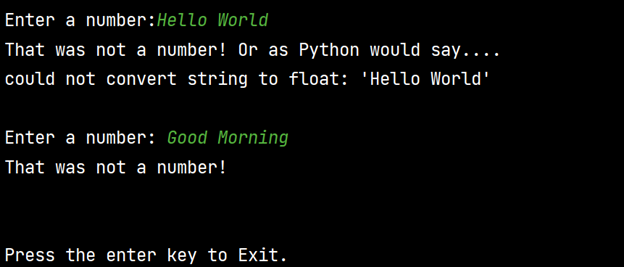 Enter a number:Hello World
That was not a number! Or as Python would say....
could not convert string to float: 'Hello World'
Enter a number: Good Morning
That was not a number!
Press the enter key to Exit.